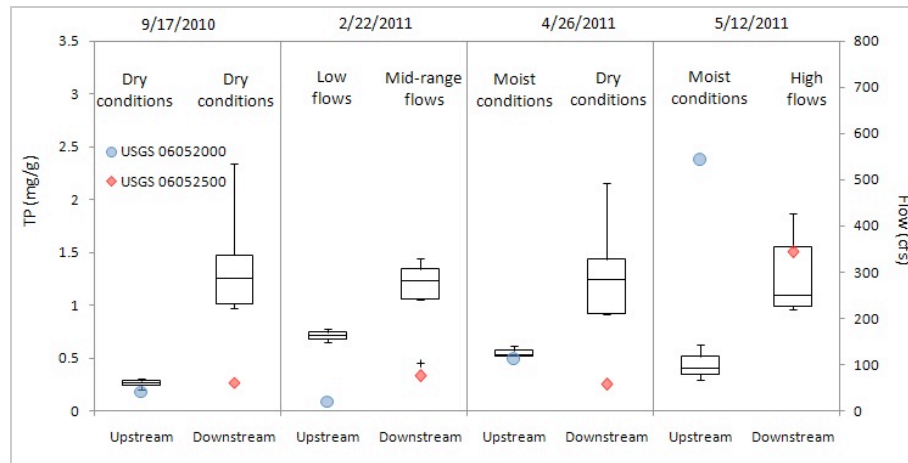 9/17/2010 2/22/2011 4/26/2011 5/12/2011
3.5 800
Dry conditions Dry conditions Low flows Mid-range flows Moist conditions Dry conditions Moist conditions High flows
3 700
2.5 600
USGS 06052000
USGS 06052500
2 500
1.5 400
1 300
0.5 200
0 100
0
TP (mg/g)
Flow (cfs)
Upstream Downstream Upstream Downstream Upstream Downstream Upstream Downstream